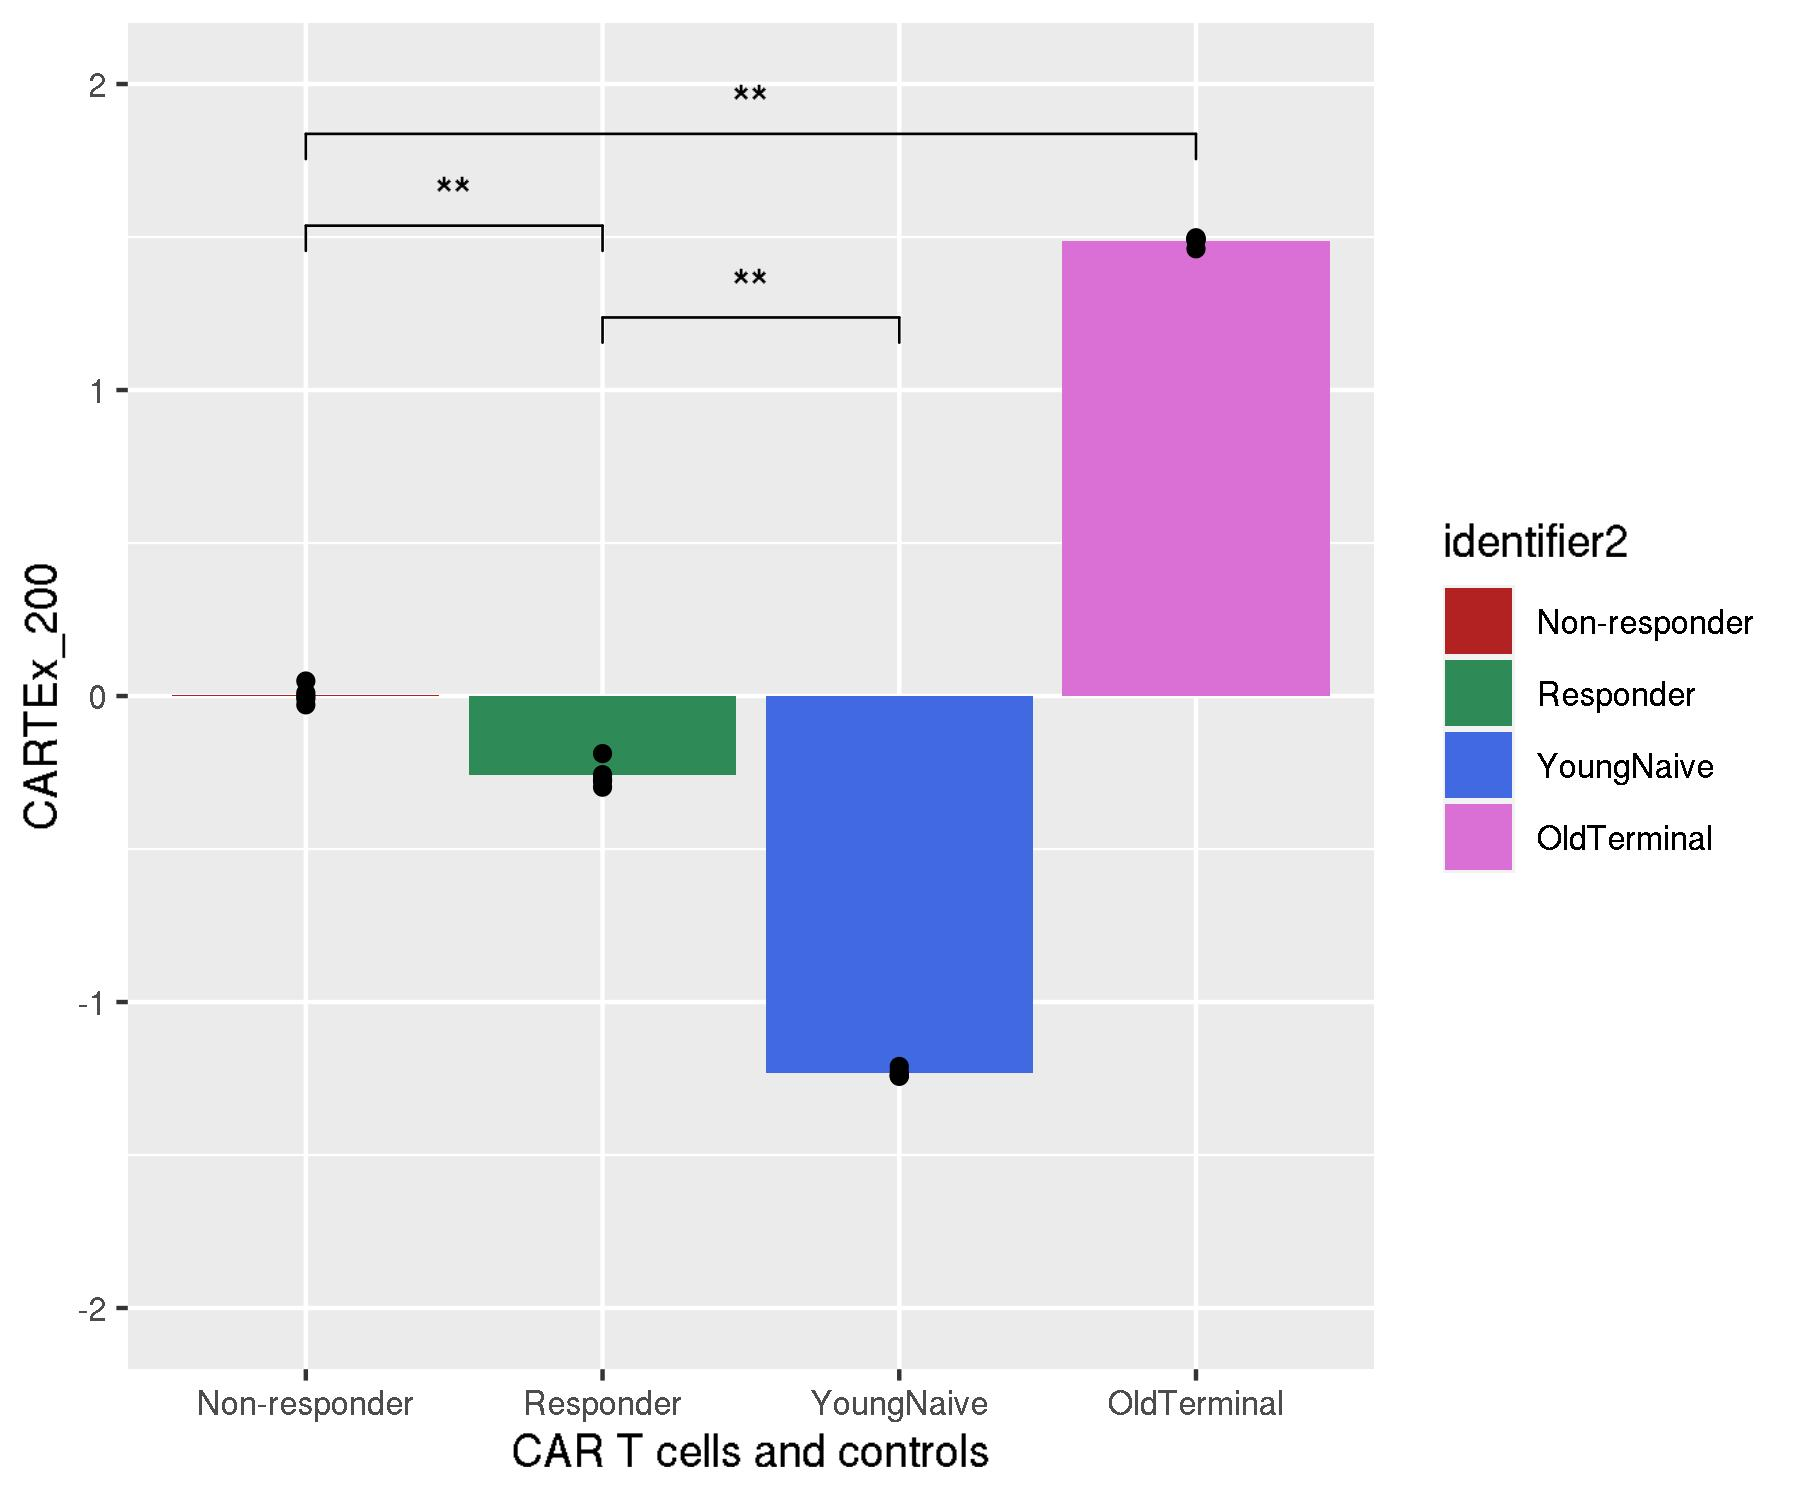 2
**
**
**
1
0
-1
-2
CARTEx_200
Non-responder
Responder
YoungNaive
OldTerminal
CAR T cells and controls
identifier2
Non-responder
Responder
YoungNaive
OldTerminal